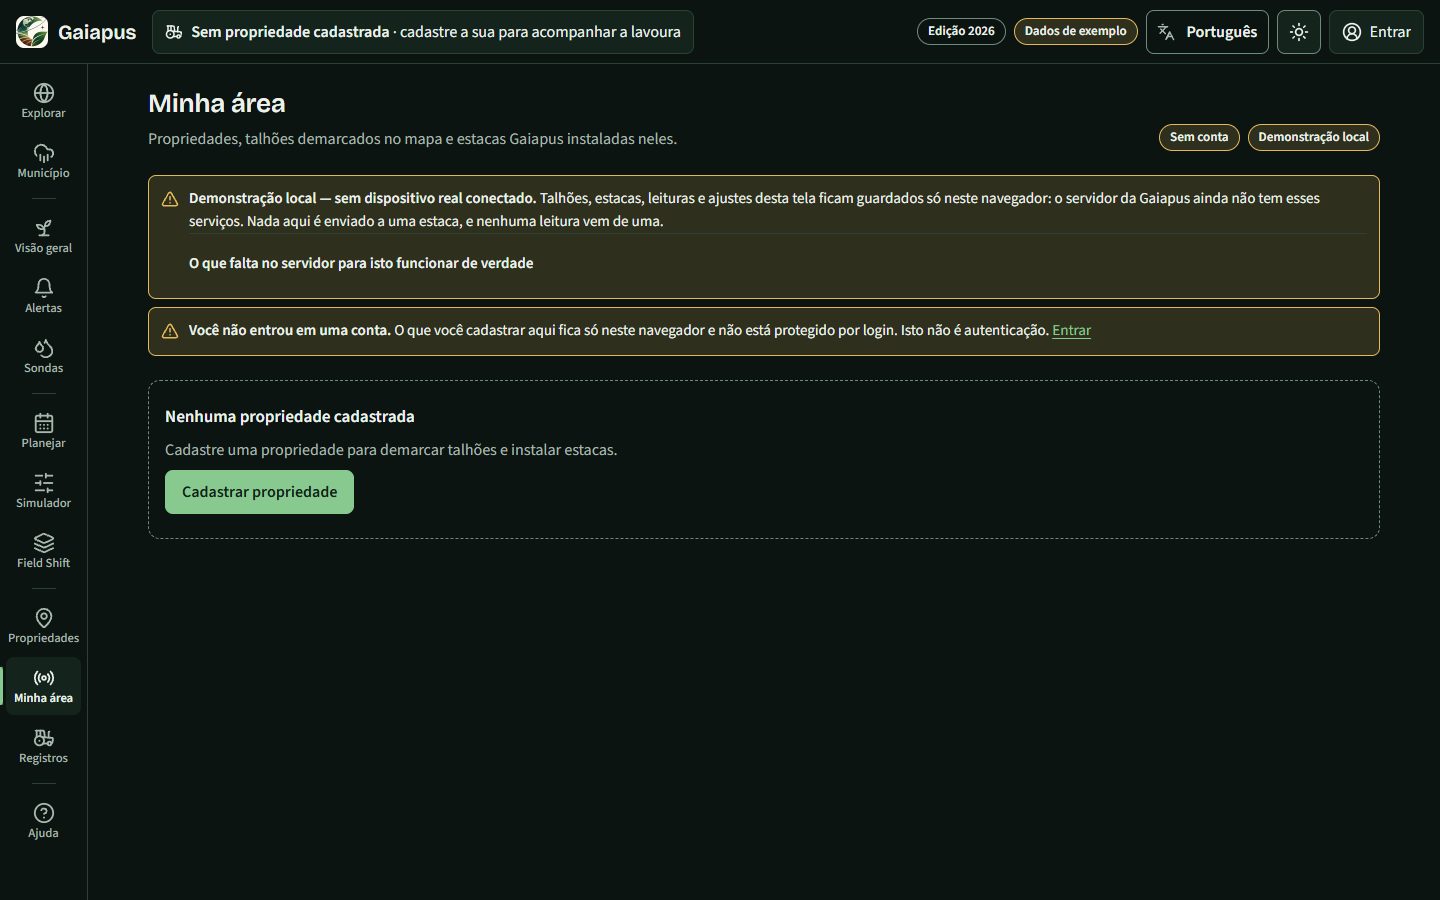 Gaiapus
Sem propriedade cadastrada · cadastre a sua para acompanhar a lavoura
Edição 2026
Dados de exemplo
Português
Entrar
Explorar
Município
Visão geral
Alertas
Sondas
Planejar
Simulador
Field Shift
Propriedades
Minha área
Registros
Ajuda
Minha área
Propriedades, talhões demarcados no mapa e estacas Gaiapus instaladas neles.
Sem conta
Demonstração local
Demonstração local — sem dispositivo real conectado. Talhões, estacas, leituras e ajustes desta tela ficam guardados só neste navegador: o servidor da Gaiapus ainda não tem esses
serviços. Nada aqui é enviado a uma estaca, e nenhuma leitura vem de uma.
O que falta no servidor para isto funcionar de verdade
Você não entrou em uma conta. O que você cadastrar aqui fica só neste navegador e não está protegido por login. Isto não é autenticação. Entrar
Nenhuma propriedade cadastrada
Cadastre uma propriedade para demarcar talhões e instalar estacas.
Cadastrar propriedade